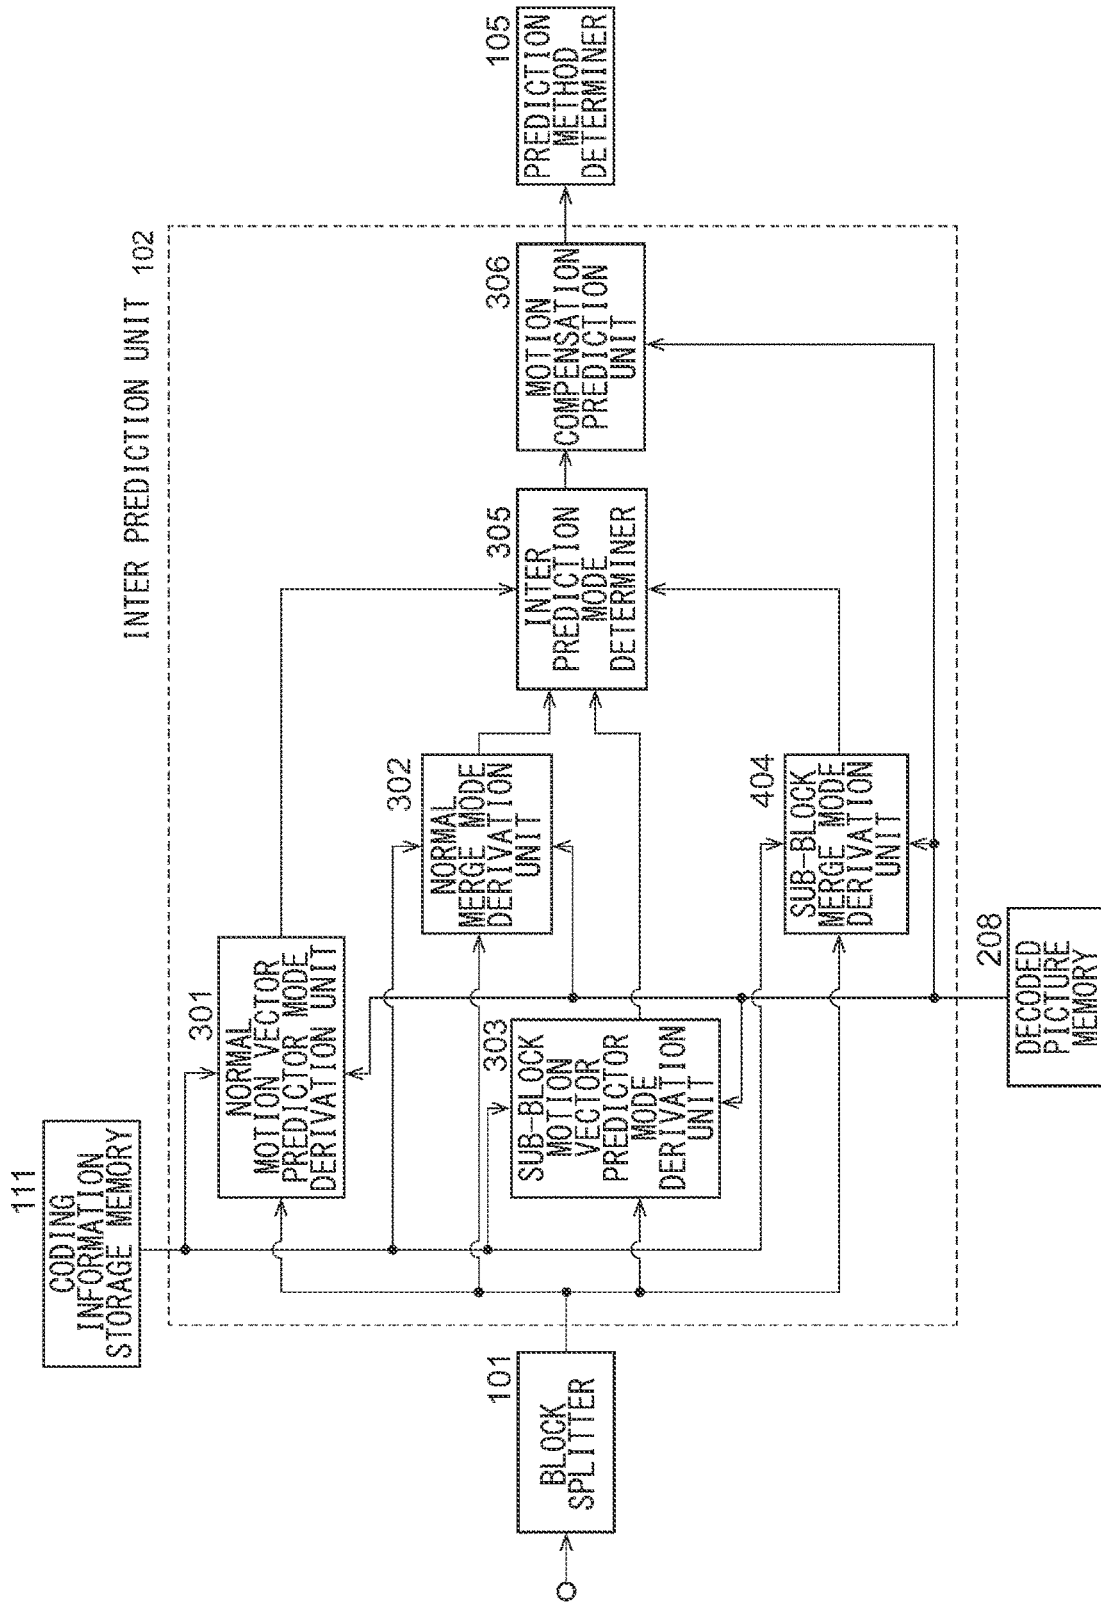 INTER PREDICTION UNIT 102
111
CODING
INFORMATION
STORAGE MEMORY
101
BLOCK
SPLITTER
301
NORMAL
MOTION VECTOR
PREDICTOR MODE
DERIVATION UNIT
302
NORMAL
MERGE MODE
DERIVATION
UNIT
303
SUB-BLOCK
MOTION
VECTOR
PREDICTOR
MODE
DERIVATION
UNIT
404
SUB-BLOCK
MERGE MODE
DERIVATION
UNIT
305
INTER
PREDICTION
MODE
DETERMINER
306
MOTION
COMPENSATION
PREDICTION
UNIT
105
PREDICTION
METHOD
DETERMINER
208
DECODED
PICTURE
MEMORY